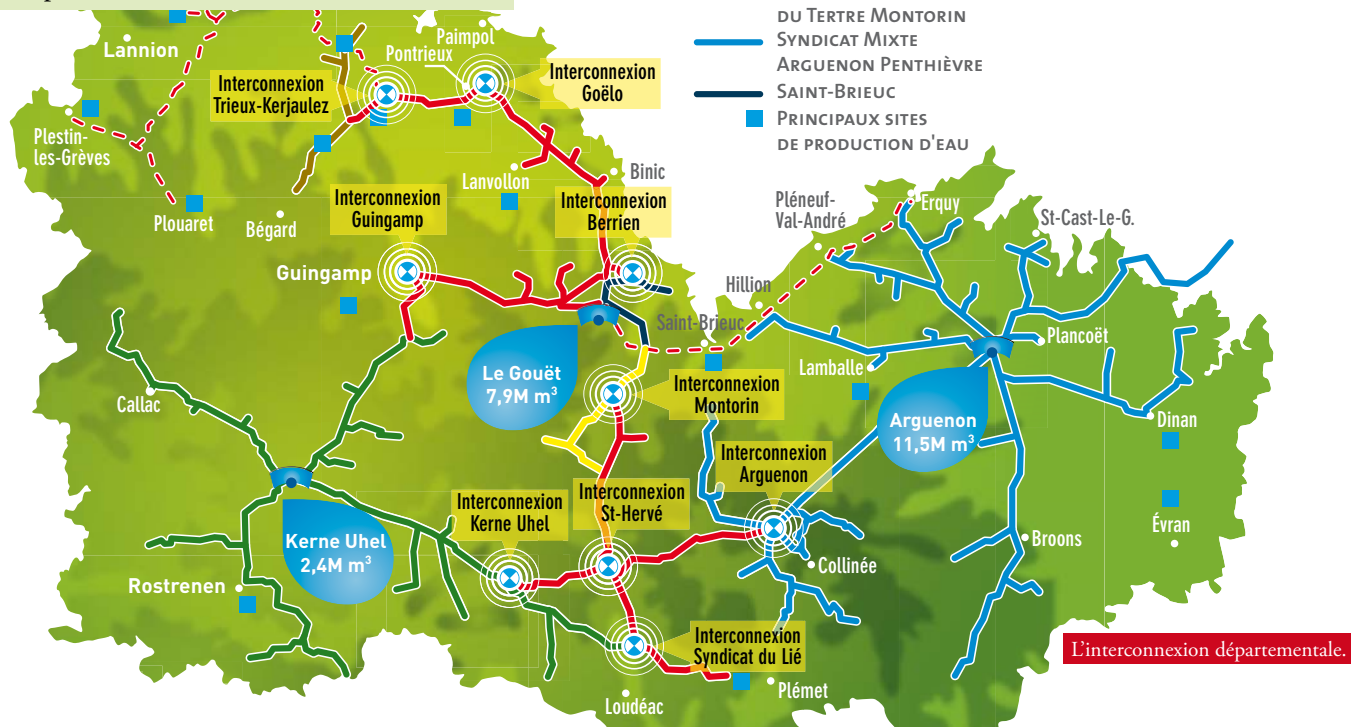 DU TERTRE MONTORIN
SYNDICAT MIXTE
ARGUENON PENTHIÈVRE
SAINT-BRIEUC
PRINCIPAUX SITES
DE PRODUCTION D'EAU
Lannion
Paimpol
Pontrieux
Interconnexion
Trieux-Kerjaulez
Interconnexion
Goëlo
Plestin-
les-Grèves
Plouaret
Bégard
Lanvollon
Binic
Interconnexion
Guingamp
Interconnexion
Berrien
Guingamp
Pléneuf-
Val-André
Erquy
St-Cast-Le-G.
Hillion
Saint-Brieuc
Lamballe
Plancoët
Le Gouët
7,9M m³
Interconnexion
Montorin
Callac
Arguenon
11,5M m³
Dinan
Interconnexion
Arguenon
Interconnexion
Kerne Uhel
Interconnexion
St-Hervé
Évran
Kerne Uhel
2,4M m³
Broons
Collinée
Rostrenen
Interconnexion
Syndicat du Lié
L'interconnexion départementale.
Plémet
Loudéac